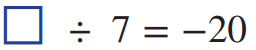 □ ÷ 7 = −20